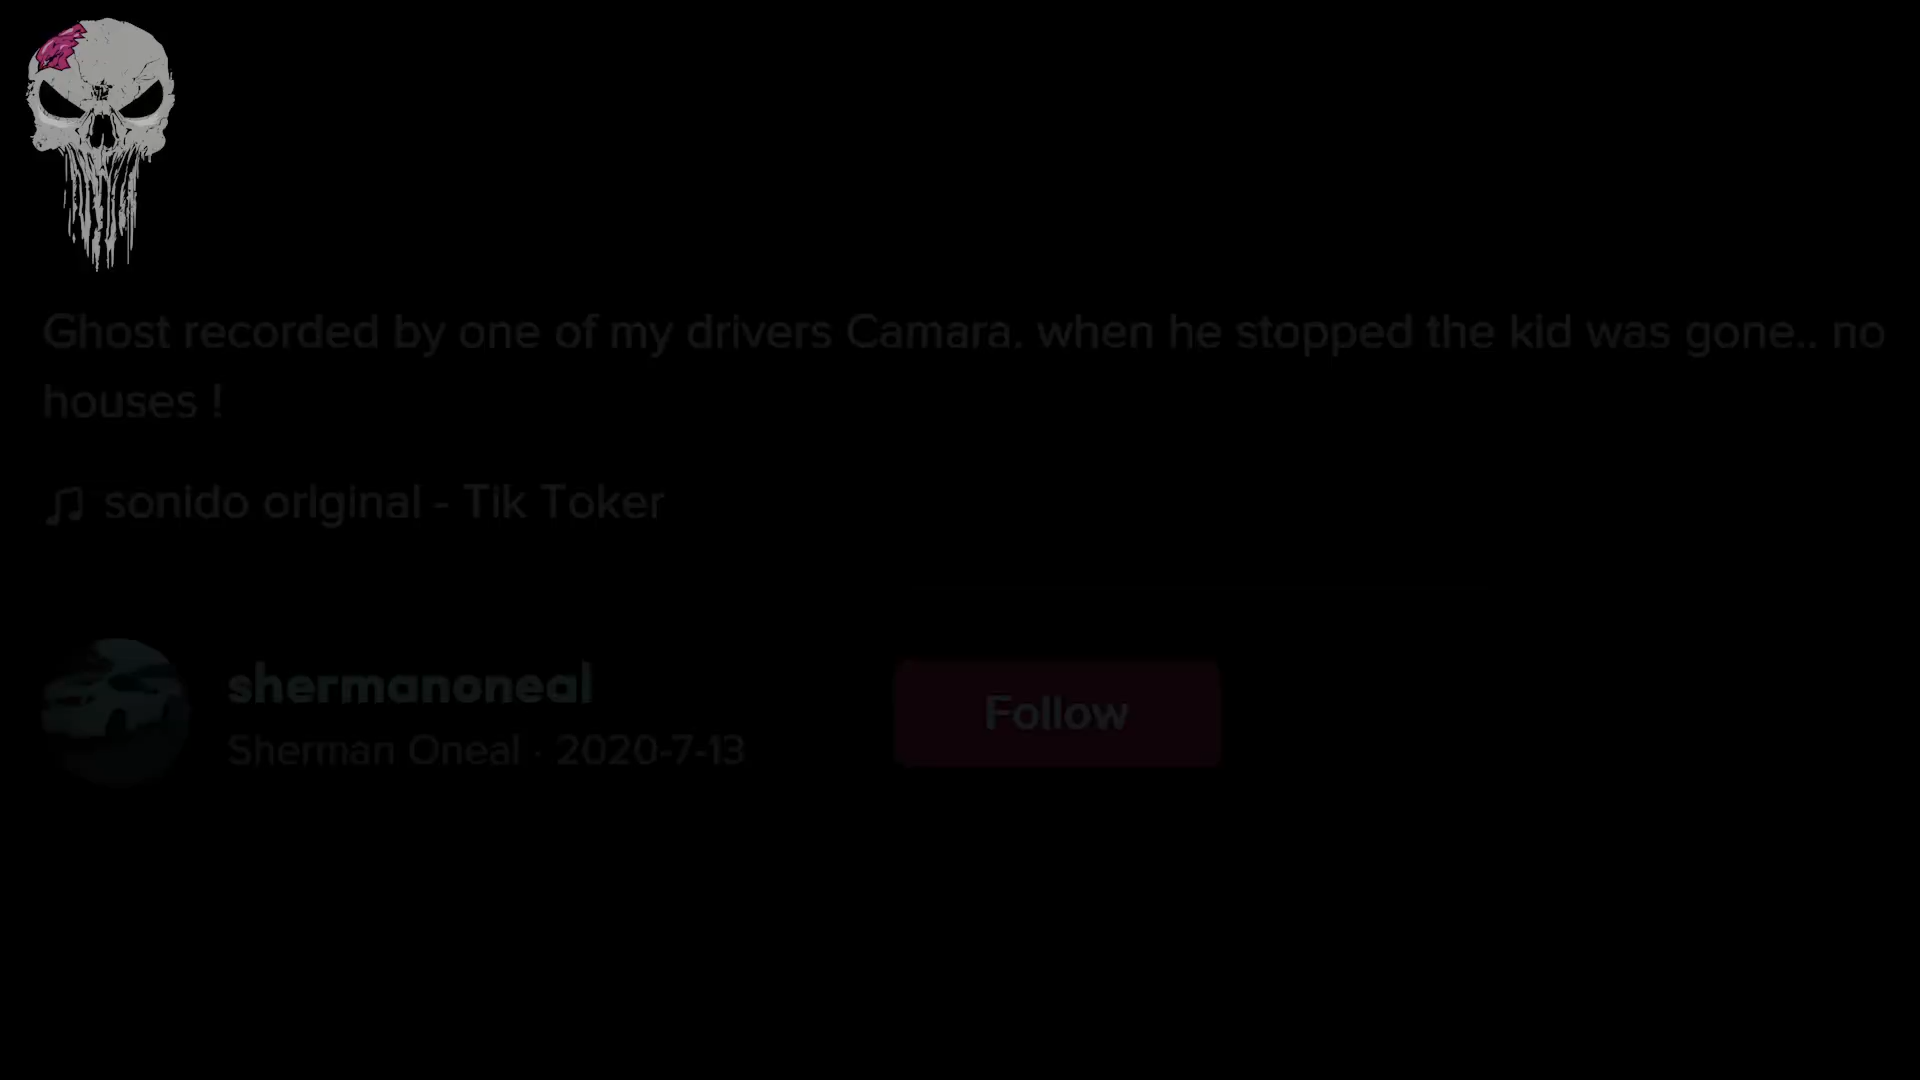 Ghost recorded by one of my drivers Camara. when he stopped the kid was gone.. no
houses !
sonido original - Tik Toker
shermanoneal
Follow
Sherman Oneal · 2020-7-13